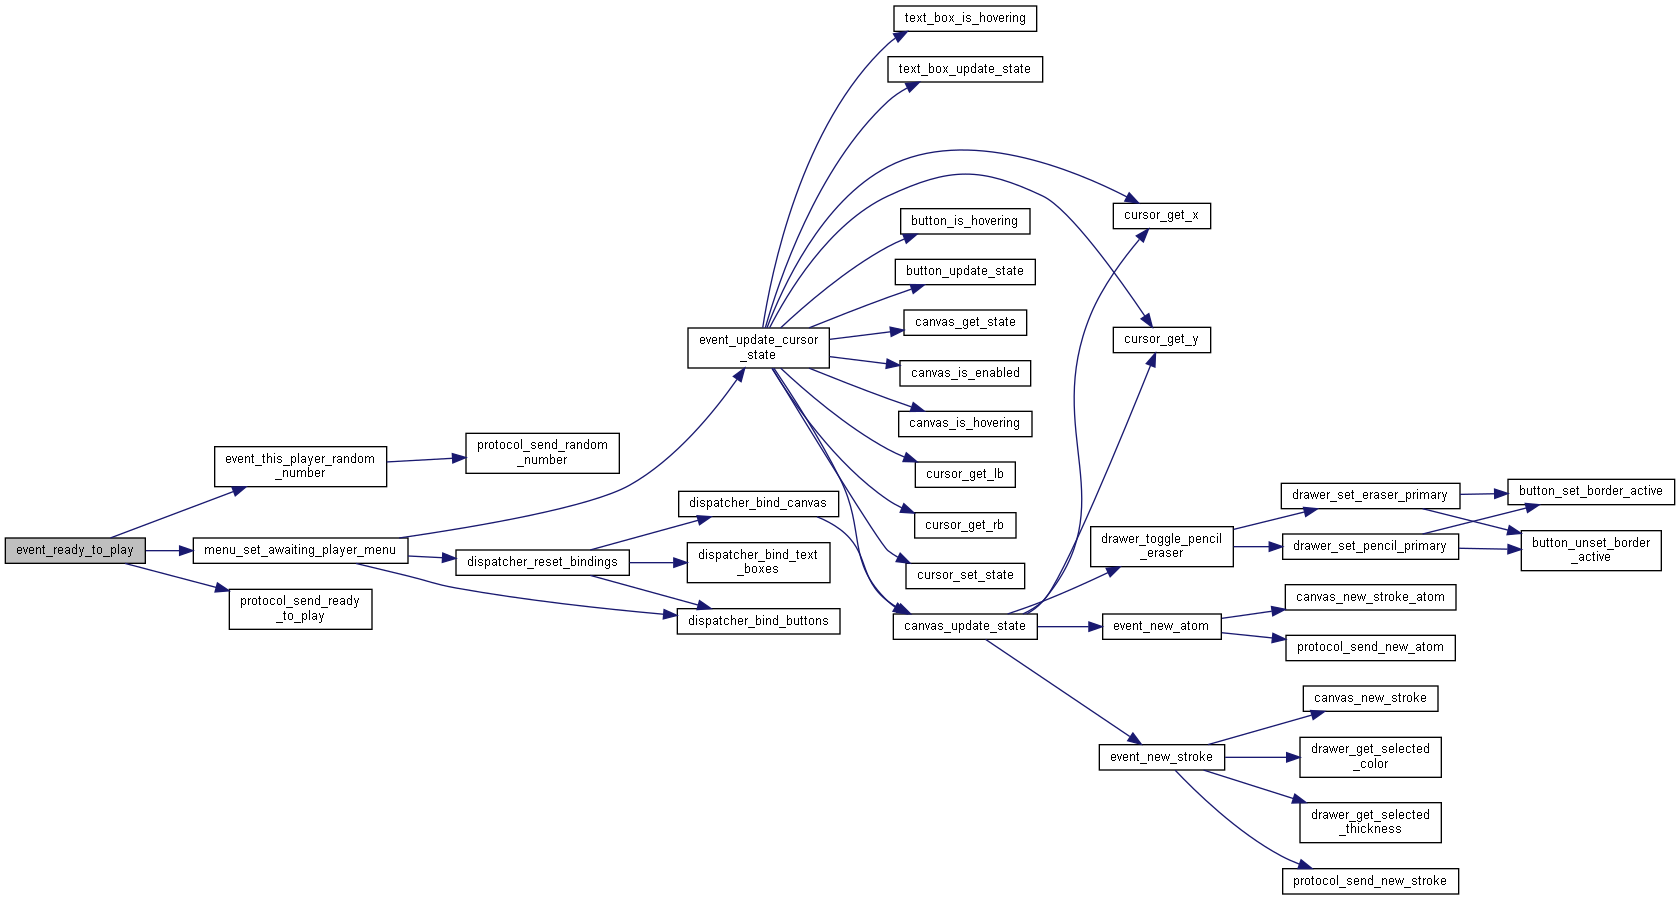 text_box_is_hovering
text_box_update_state
cursor_get_x
button_is_hovering
button_update_state
canvas_get_state
event_update_cursor
_state
cursor_get_y
canvas_is_enabled
canvas_is_hovering
event_this_player_random
_number
protocol_send_random
_number
cursor_get_lb
dispatcher_bind_canvas
drawer_set_eraser_primary
button_set_border_active
cursor_get_rb
event_ready_to_play
menu_set_awaiting_player_menu
dispatcher_reset_bindings
dispatcher_bind_text
_boxes
drawer_toggle_pencil
_eraser
drawer_set_pencil_primary
button_unset_border
_active
cursor_set_state
protocol_send_ready
_to_play
dispatcher_bind_buttons
canvas_update_state
event_new_atom
canvas_new_stroke_atom
protocol_send_new_atom
canvas_new_stroke
event_new_stroke
drawer_get_selected
_color
drawer_get_selected
_thickness
protocol_send_new_stroke